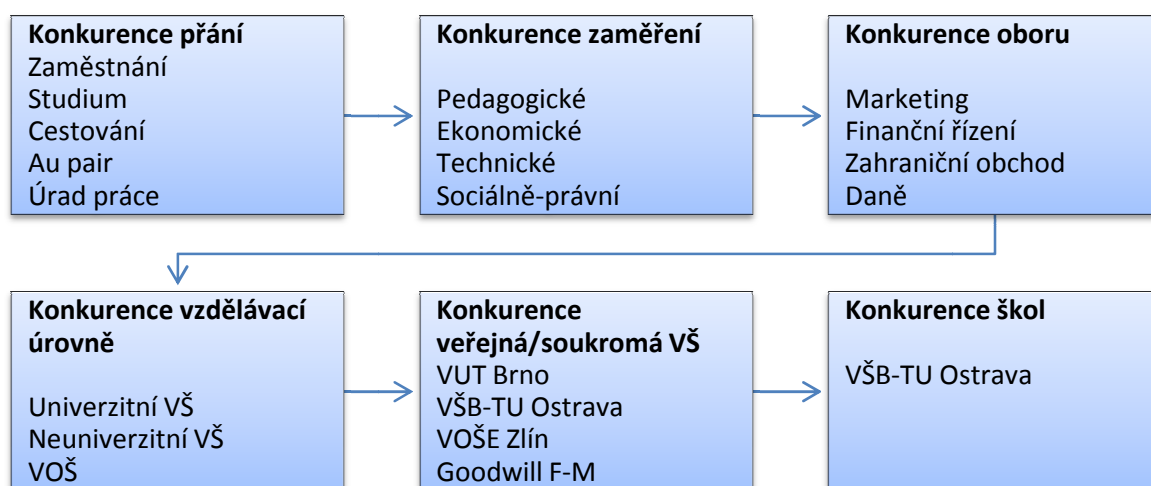 Konkurence přání
Zaměstnání
Studium
Cestování
Au pair
Úrad práce
Konkurence zaměření
Pedagogické
Ekonomické
Technické
Sociálně-právní
Konkurence oboru
Marketing
Finanční řízení
Zahraniční obchod
Daně
Konkurence vzdělávací
úrovně
Univerzitní VŠ
Neuniverzitní VŠ
VOŠ
Konkurence
veřejná/soukromá VŠ
VUT Brno
VŠB-TU Ostrava
VOŠE Zlín
Goodwill F-M
Konkurence škol
VŠB-TU Ostrava